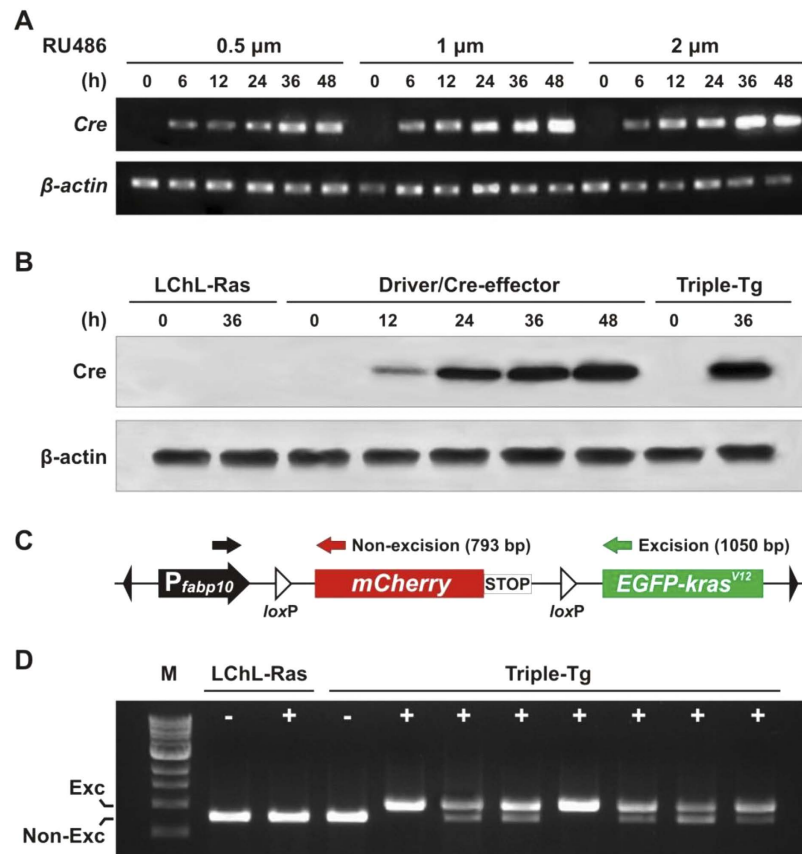 A
RU486 0.5 µm 1 µm 2 µm
(h) 0 6 12 24 36 48 0 6 12 24 36 48 0 6 12 24 36 48
Cre
β-actin
B
LChL-Ras Driver/Cre-effector Triple-Tg
(h) 0 36 0 12 24 36 48 0 36
Cre
β-actin
C
Non-excision (793 bp) Excision (1050 bp)
Pfabp10 mCherry STOP EGFP-krasV12
loxP loxP
D
M LChL-Ras Triple-Tg
- + - + + + + + + +
Exc
Non-Exc